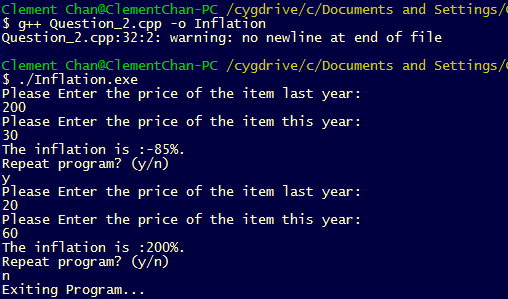 Clement Chan@ClementChan-PC /cygdrive/c/Documents and Settings/
$ g++ Question_2.cpp -o Inflation
Question_2.cpp:32:2: warning: no newline at end of file
Clement Chan@ClementChan-PC /cygdrive/c/Documents and Settings/
$ ./Inflation.exe
Please Enter the price of the item last year:
200
Please Enter the price of the item this year:
30
The inflation is :-85%.
Repeat program? (y/n)
y
Please Enter the price of the item last year:
20
Please Enter the price of the item this year:
60
The inflation is :200%.
Repeat program? (y/n)
n
Exiting Program...